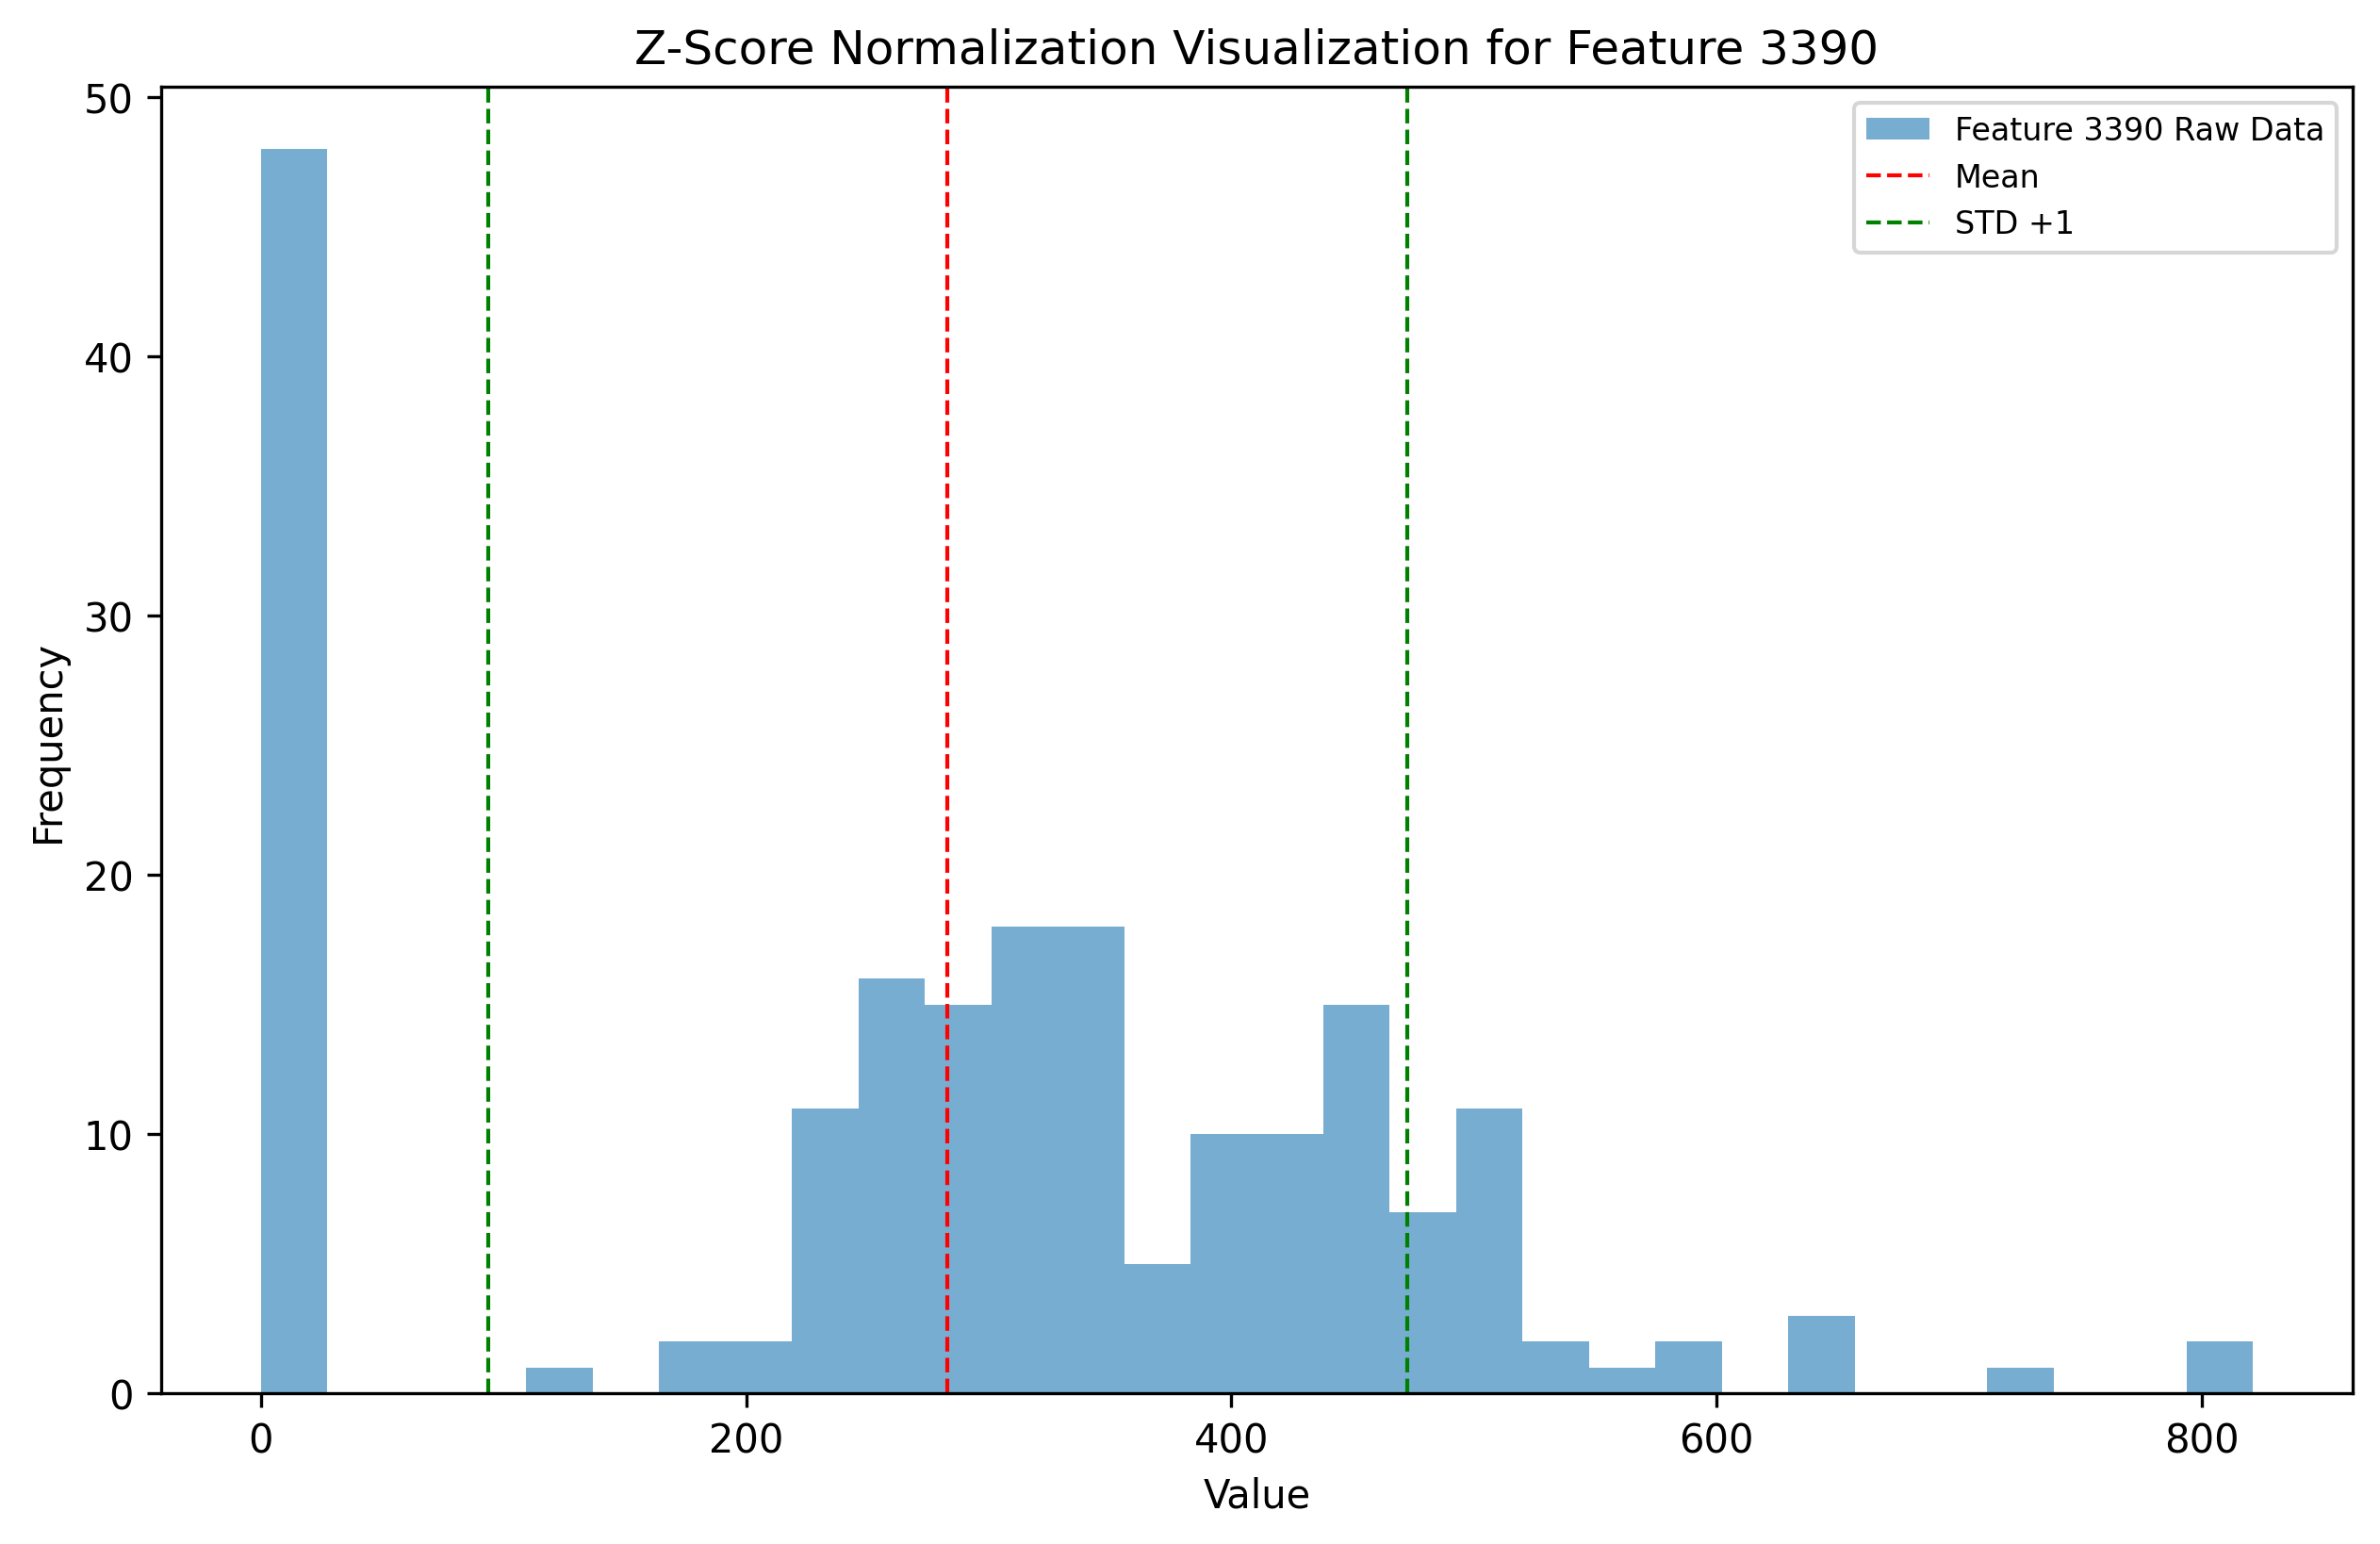 Z-Score Normalization Visualization for Feature 3390
Feature 3390 Raw Data
Mean
STD +1
Frequency
50
40
30
20
10
0
0 200 400 600 800
Value